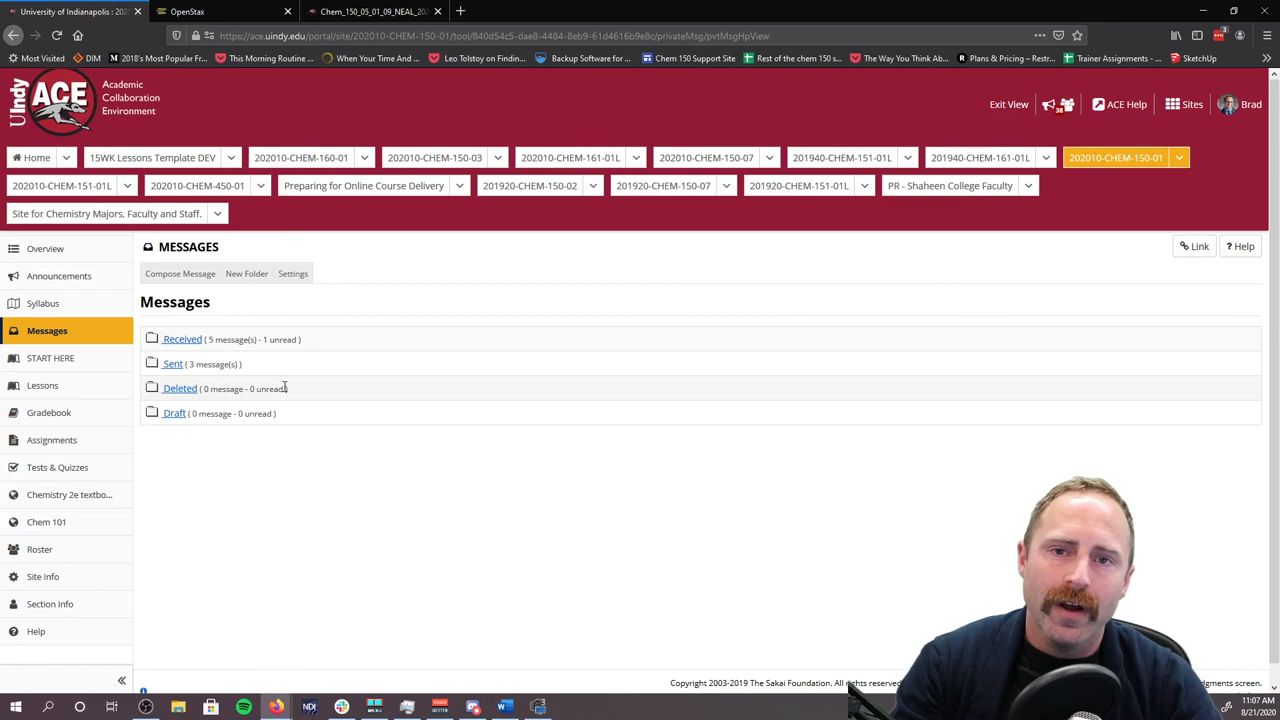 University of Indianapolis : 202
OpenStax
Chem_150_05_01_09_NEAL_202
https://ace.uindy.edu/portal/site/202010-CHEM-150-01/tool/840d54c5-dae8-4484-eb9-61d4616b9e8c/privateMsg/pvtMsgHpView
Most Visited
DIM
2018's Most Popular Fr...
This Morning Routine ...
When Your Time And ...
Leo Tolstoy on Findin...
Backup Software for ...
Chem 150 Support Site
Rest of the chem 150 s...
The Way You Think Ab...
Plans & Pricing – Restr...
Trainer Assignments - ...
SketchUp
UIndy ACE
Academic
Collaboration
Environment
Exit View
38
ACE Help
Sites
Brad
Home
15WK Lessons Template DEV
202010-CHEM-160-01
202010-CHEM-150-03
202010-CHEM-161-01L
202010-CHEM-150-07
201940-CHEM-151-01L
201940-CHEM-161-01L
202010-CHEM-150-01
202010-CHEM-151-01L
202010-CHEM-450-01
Preparing for Online Course Delivery
201920-CHEM-150-02
201920-CHEM-150-07
201920-CHEM-151-01L
PR - Shaheen College Faculty
Site for Chemistry Majors, Faculty and Staff.
Overview
Announcements
Syllabus
Messages
START HERE
Lessons
Gradebook
Assignments
Tests & Quizzes
Chemistry 2e textbo...
Chem 101
Roster
Site Info
Section Info
Help
MESSAGES
Link
? Help
Compose Message New Folder Settings
Messages
Received ( 5 message(s) - 1 unread )
Sent ( 3 message(s) )
Deleted ( 0 message - 0 unread )
Draft ( 0 message - 0 unread )
Copyright 2003-2019 The Sakai Foundation. All rights reserved.
dgments screen.
11:07 AM
8/21/2020